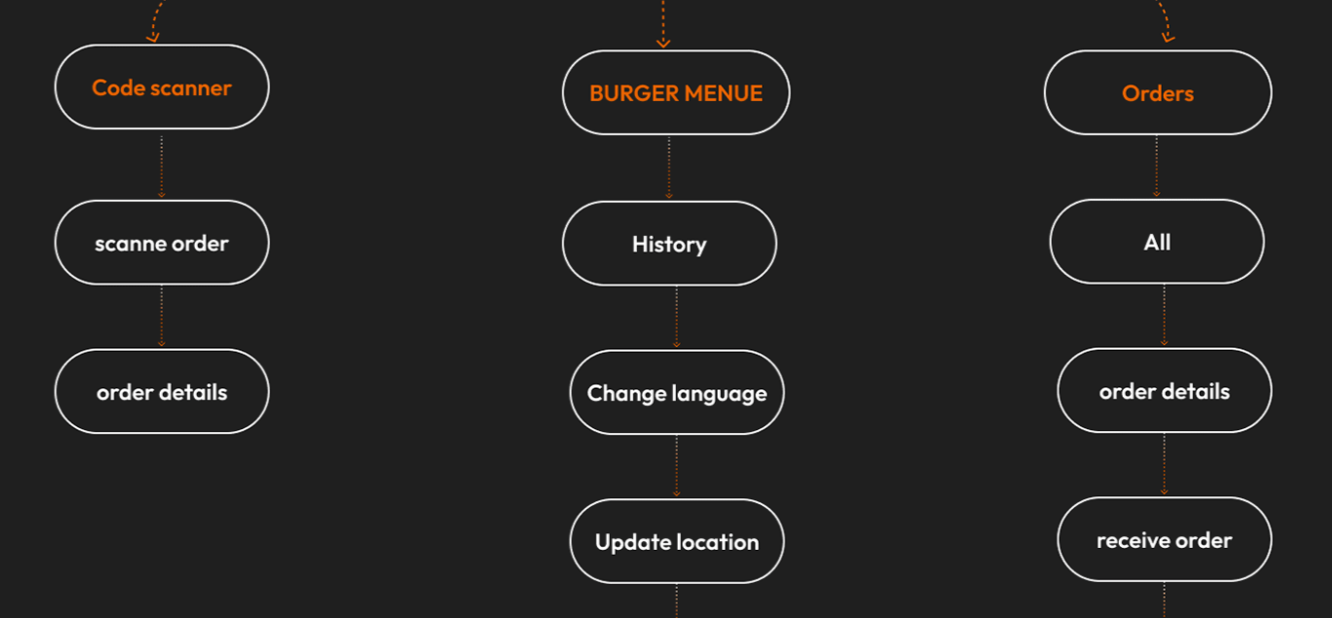 Code scanner
scanne order
order details
BURGER MENUE
History
Change language
Update location
Orders
All
order details
receive order